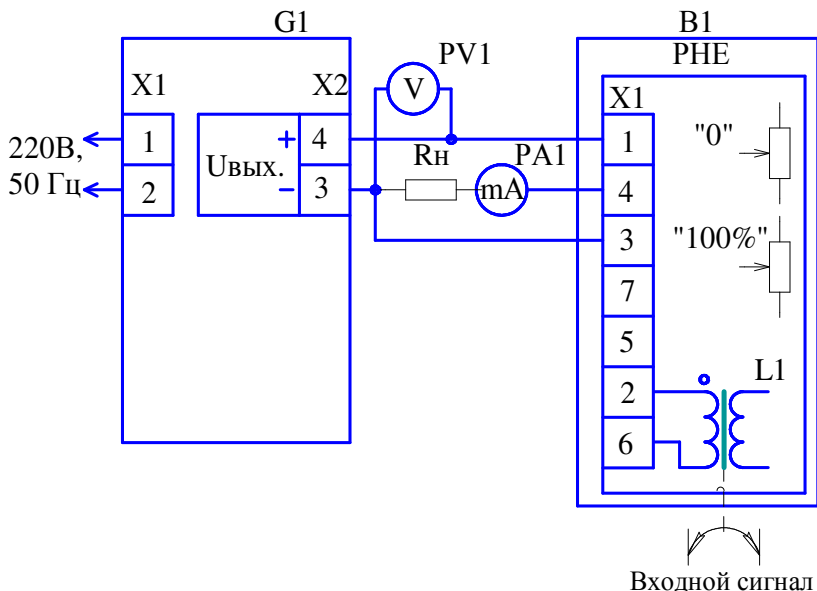 G1
B1
PV1
PHE
X1
X2
V
X1
220В,
50 Гц
1
2
Uвых.
+
4
-
3
Rн
PA1
mA
1
4
3
7
5
2
6
"0"
"100%"
L1
Входной сигнал